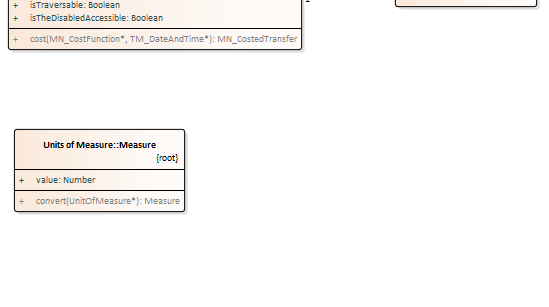 + isTraversable: Boolean
+ isTheDisabledAccessible: Boolean
+ cost(MN_CostFunction*, TM_DateAndTime*): MN_CostedTransfer
Units of Measure::Measure
{root}
+ value: Number
+ convert(UnitOfMeasure*): Measure